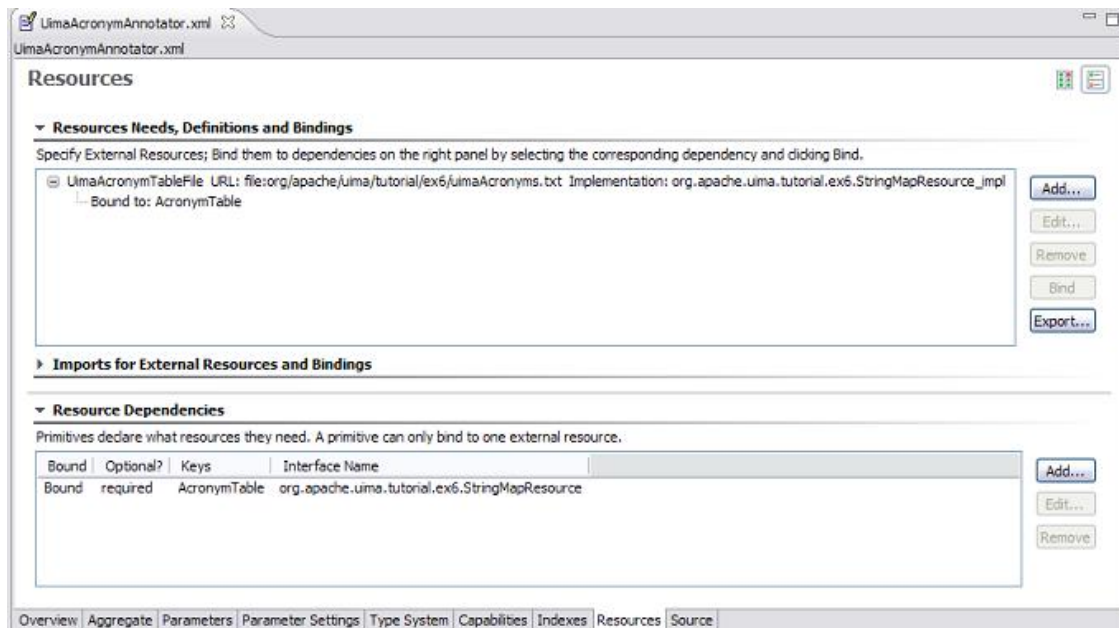 UimaAcronymAnnotator.xml
UimaAcronymAnnotator.xml
Resources
Resources Needs, Definitions and Bindings
Specify External Resources; Bind them to dependencies on the right panel by selecting the corresponding dependency and clicking Bind.
UimaAcronymTableFile URL: file:org/apache/uima/tutorial/ex6/uimaAcronyms.txt Implementation: org.apache.uima.tutorial.ex6.StringMapResource_impl
Bound to: AcronymTable
Add...
Edit...
Remove
Bind
Export...
Imports for External Resources and Bindings
Resource Dependencies
Primitives declare what resources they need. A primitive can only bind to one external resource.
Bound Optional? Keys Interface Name
Bound required AcronymTable org.apache.uima.tutorial.ex6.StringMapResource
Add...
Edit...
Remove
Overview Aggregate Parameters Parameter Settings Type System Capabilities Indexes Resources Source